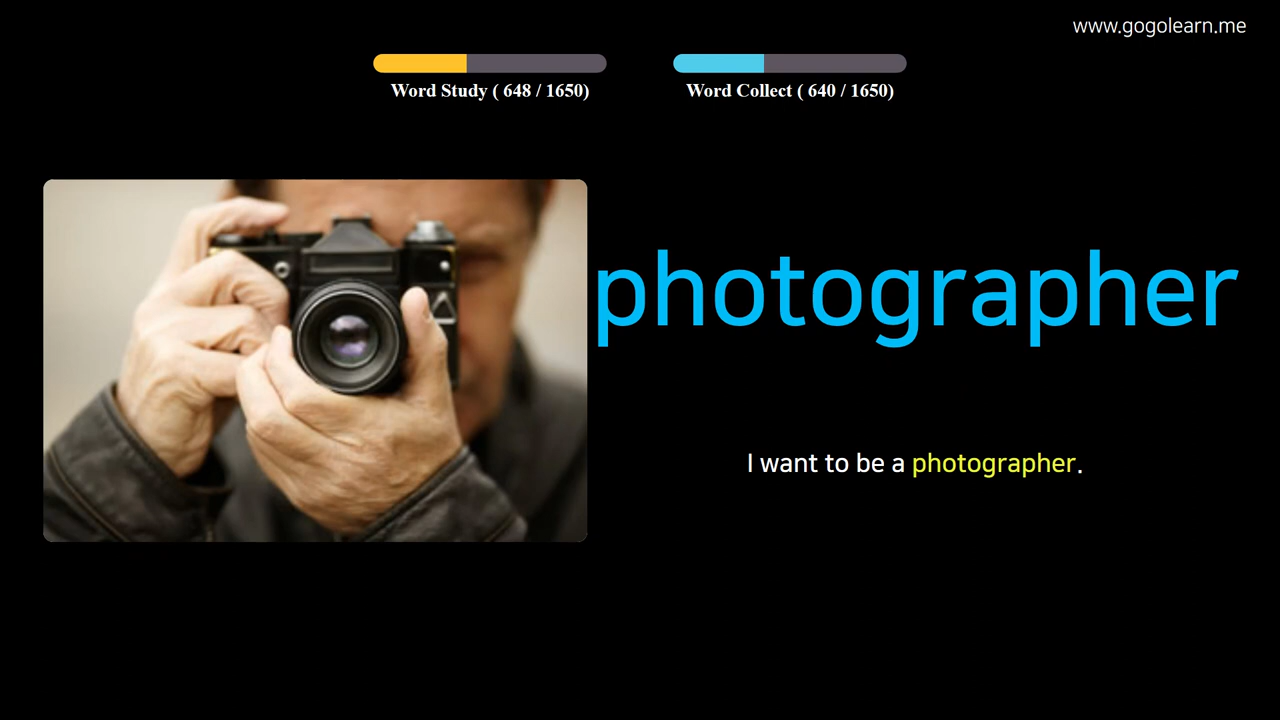 www.gogolearn.me
Word Study ( 648 / 1650)
Word Collect ( 640 / 1650)
photographer
I want to be a photographer.